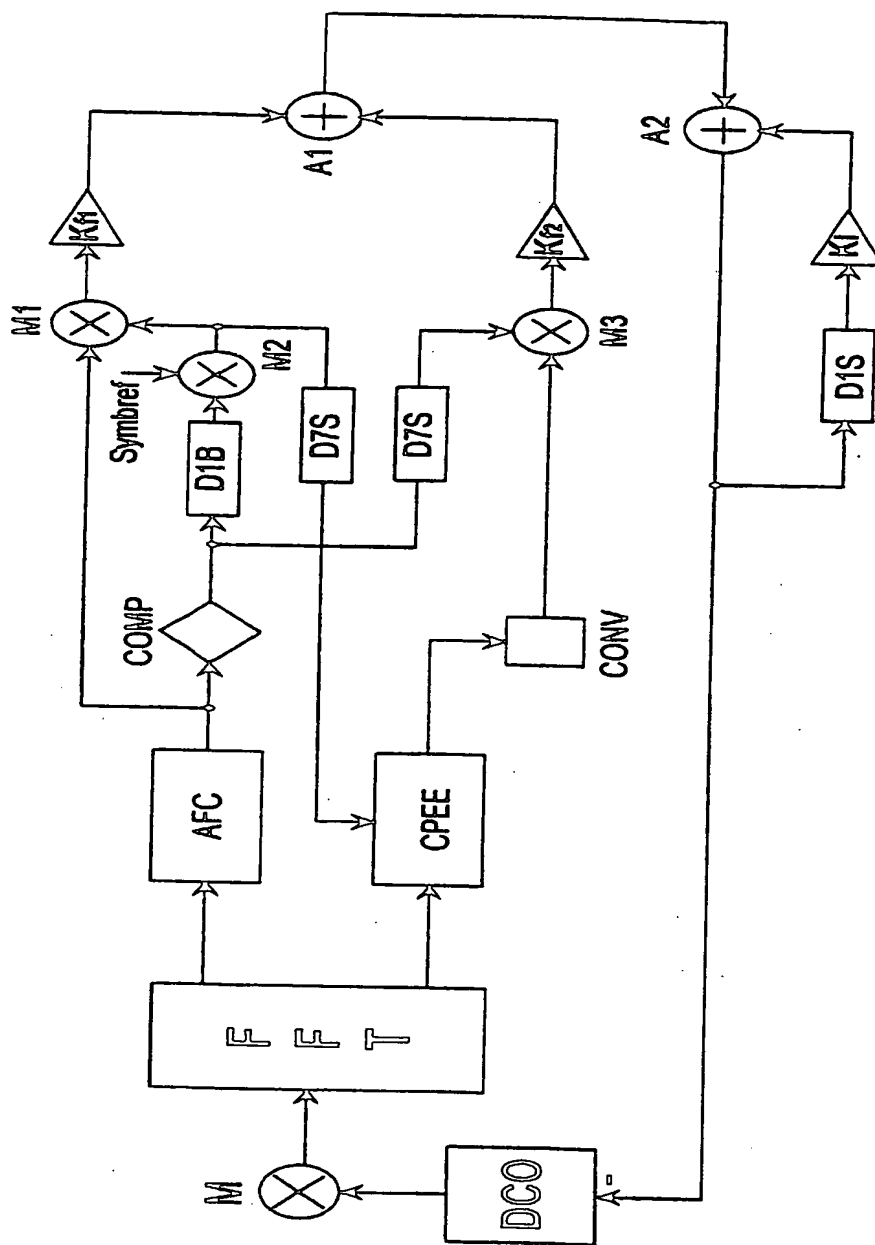 M
DCO
-
FFT
AFC
CPEE
COMP
CONV
D1B
Symbref
M2
D7S
D7S
M1
M3
Kf1
Kf2
A1
A2
D1S
KI